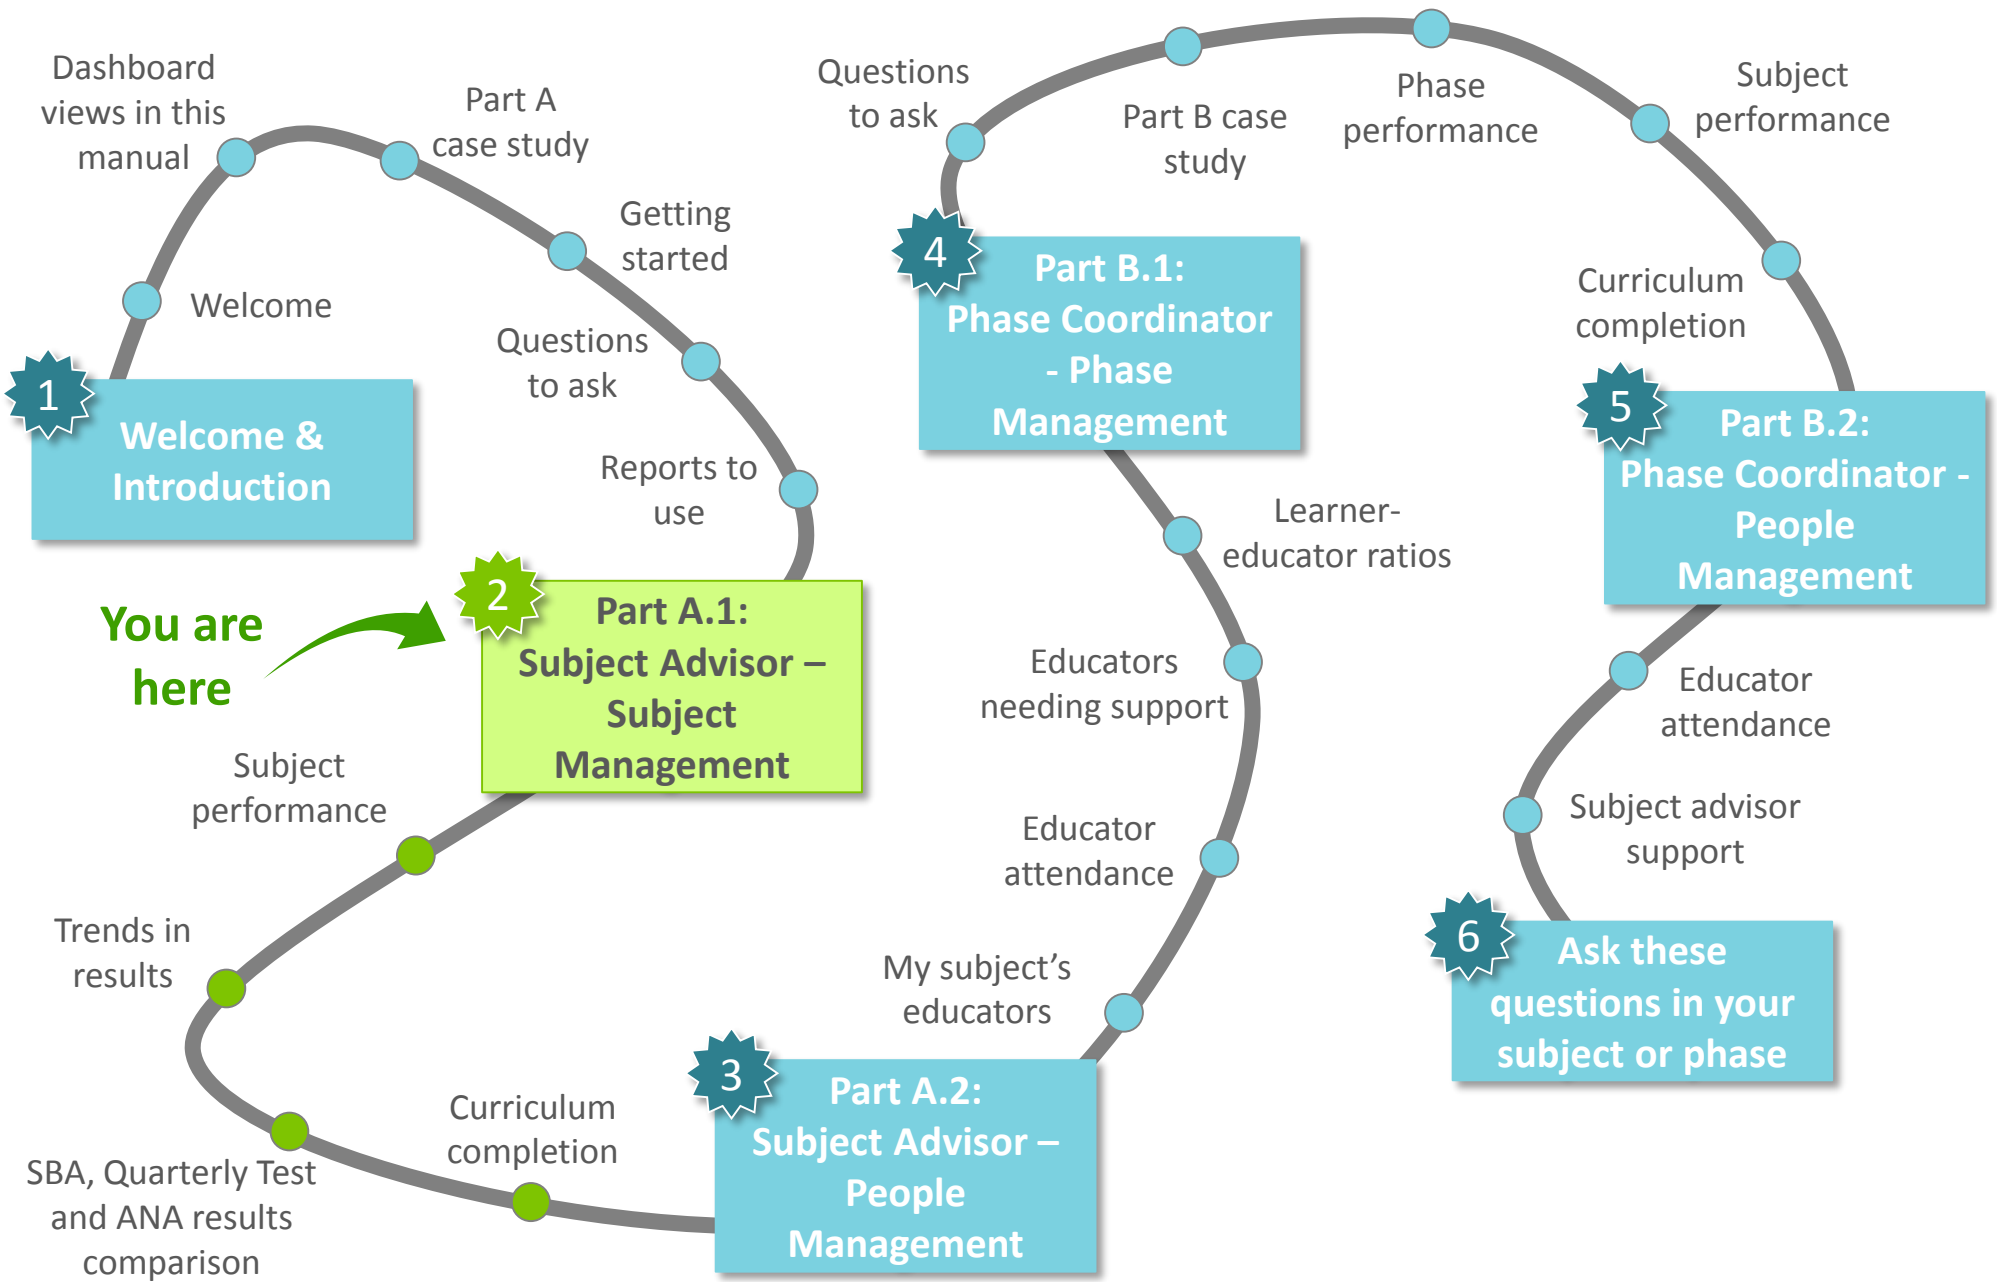 1
Welcome &
Introduction
Welcome
Dashboard
views in this
manual
Part A
case study
Getting
started
Questions
to ask
Reports to
use
You are
here
2
Part A.1:
Subject Advisor –
Subject
Management
Subject
performance
Trends in
results
SBA, Quarterly Test
and ANA results
comparison
Curriculum
completion
3
Part A.2:
Subject Advisor –
People
Management
My subject’s
educators
Educator
attendance
Educators
needing support
Learner-
educator ratios
4
Part B.1:
Phase Coordinator
- Phase
Management
Questions
to ask
Part B case
study
Phase
performance
Subject
performance
Curriculum
completion
5
Part B.2:
Phase Coordinator -
People
Management
Educator
attendance
Subject advisor
support
6
Ask these
questions in your
subject or phase